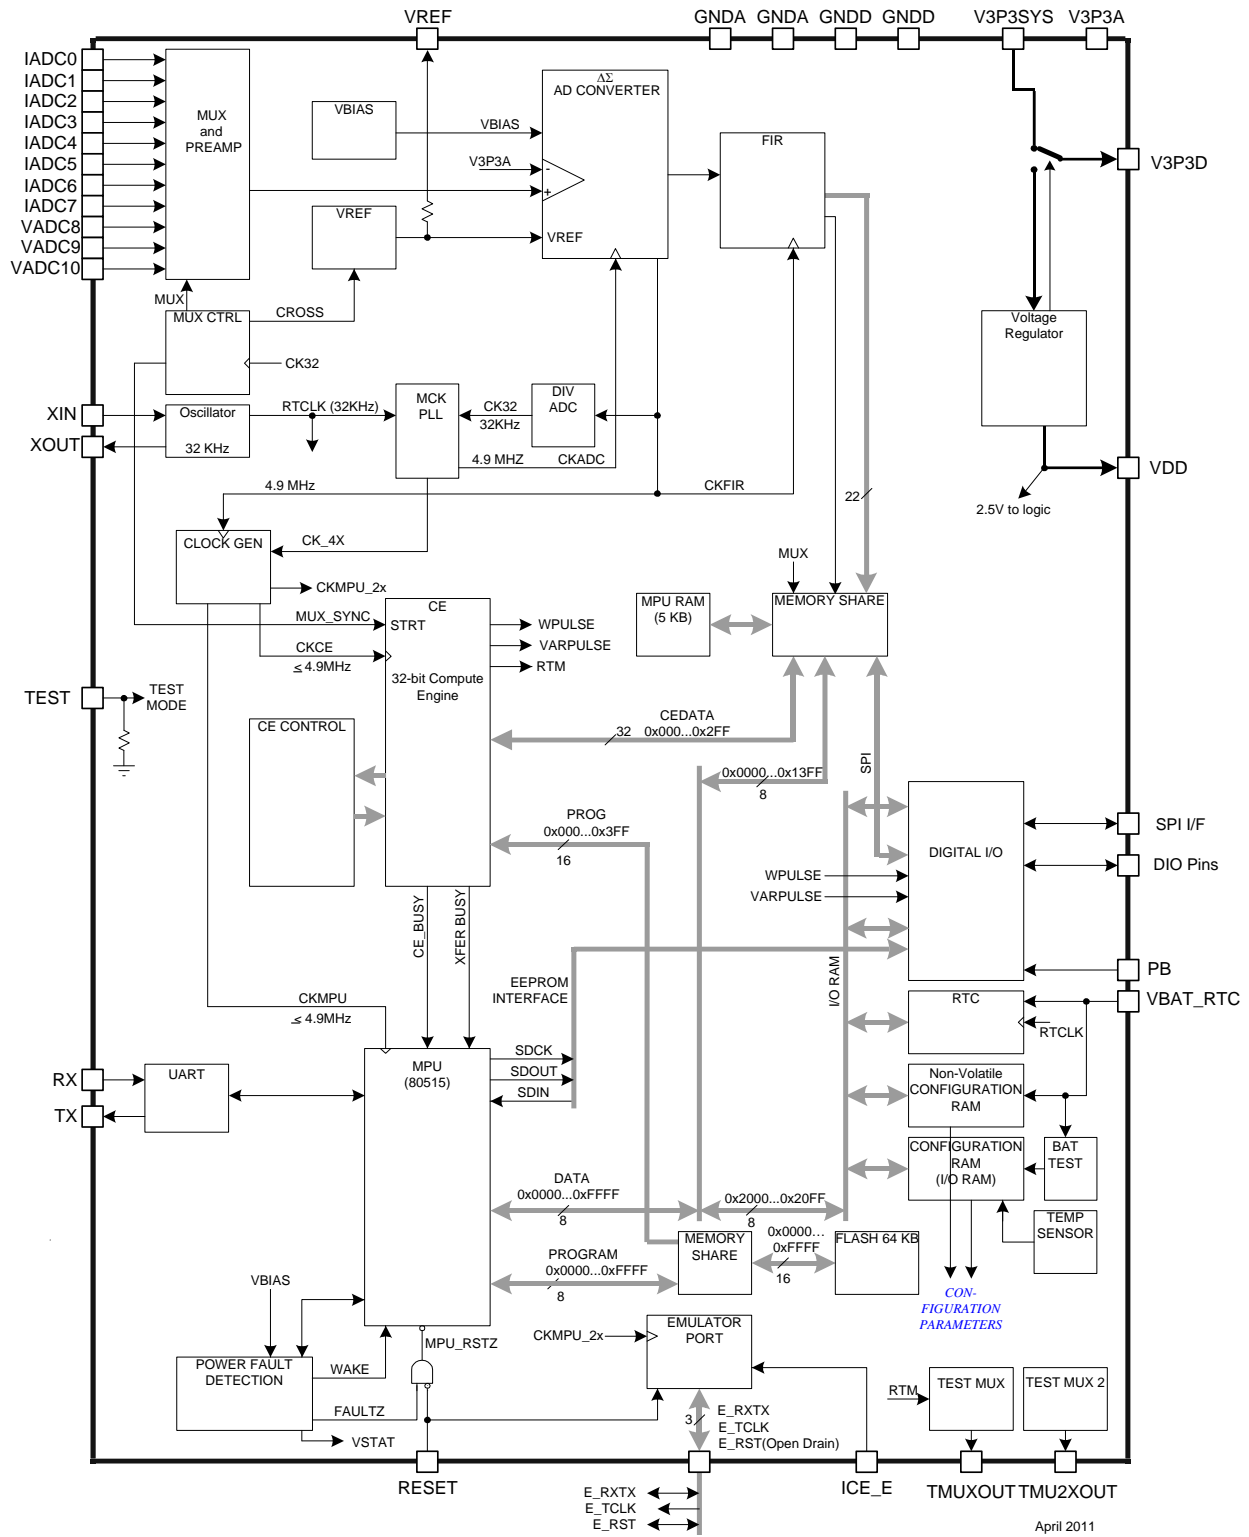 VREF
GNDA
GNDA
GNDD
GNDD
V3P3SYS
V3P3A
IADC0
IADC1
IADC2
IADC3
IADC4
IADC5
IADC6
IADC7
VADC8
VADC9
VADC10
MUX
and
PREAMP
VBIAS
VBIAS
V3P3A
ΔΣ
AD CONVERTER
-
+
VREF
VREF
FIR
V3P3D
MUX
MUX CTRL
CROSS
CK32
Voltage
Regulator
XIN
XOUT
Oscillator
32 KHz
RTCLK (32KHz)
MCK
PLL
CK32
32KHz
DIV
ADC
4.9 MHZ
CKADC
4.9 MHz
CKFIR
22
VDD
2.5V to logic
CLOCK GEN
CK_4X
CKMPU_2x
MUX_SYNC
CKCE
≤ 4.9MHz
CE
STRT
32-bit Compute
Engine
WPULSE
VARPULSE
RTM
MUX
MPU RAM
(5 KB)
MEMORY SHARE
TEST
TEST
MODE
CE CONTROL
CEDATA
32 0x000...0x2FF
0x0000...0x13FF
8
SPI
PROG
0x000...0x3FF
16
DIGITAL I/O
WPULSE
VARPULSE
SPI I/F
DIO Pins
PB
VBAT_RTC
CE_BUSY
XFER BUSY
EEPROM
INTERFACE
I/O RAM
RTC
RTCLK
CKMPU
≤ 4.9MHz
RX
TX
UART
MPU
(80515)
SDCK
SDOUT
SDIN
Non-Volatile
CONFIGURATION
RAM
CONFIGURATION
RAM
(I/O RAM)
BAT
TEST
TEMP
SENSOR
DATA
0x0000...0xFFFF
8
0x2000...0x20FF
8
PROGRAM
0x0000...0xFFFF
8
MEMORY
SHARE
0x0000...
0xFFFF
16
FLASH 64 KB
CON-
FIGURATION
PARAMETERS
VBIAS
POWER FAULT
DETECTION
WAKE
MPU_RSTZ
FAULTZ
VSTAT
CKMPU_2x
EMULATOR
PORT
3
E_RXTX
E_TCLK
E_RST(Open Drain)
RTM
TEST MUX
TEST MUX 2
RESET
ICE_E
TMUXOUT
TMU2XOUT
E_RXTX
E_TCLK
E_RST
April 2011